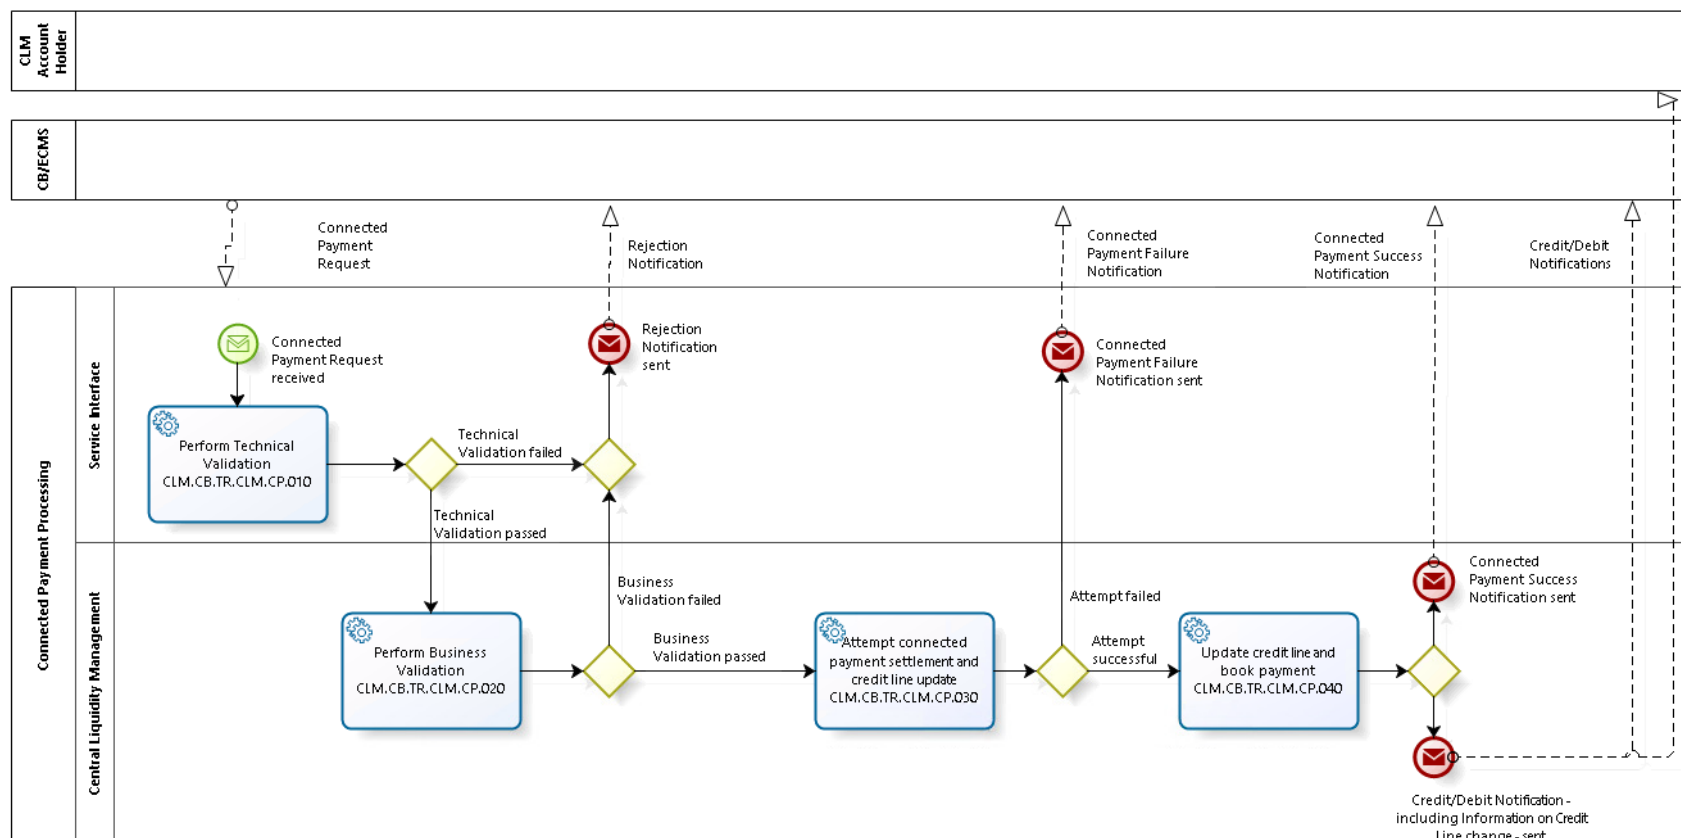 CLM
Account
Holder
CB/ECMS
Connected
Payment
Request
Rejection
Notification
Connected
Payment Failure
Notification
Connected
Payment Success
Notification
Credit/Debit
Notifications
Connected Payment Processing
Service Interface
Connected
Payment Request
received
Rejection
Notification
sent
Connected
Payment Failure
Notification sent
Perform Technical
Validation
CLM.CB.TR.CLM.CP.010
Technical
Validation failed
Technical
Validation passed
Central Liquidity Management
Perform Business
Validation
CLM.CB.TR.CLM.CP.020
Business
Validation failed
Business
Validation passed
Attempt connected
payment settlement and
credit line update
CLM.CB.TR.CLM.CP.030
Attempt failed
Attempt
successful
Update credit line and
book payment
CLM.CB.TR.CLM.CP.040
Connected
Payment Success
Notification sent
Credit/Debit Notification -
including Information on Credit
Line change - sent